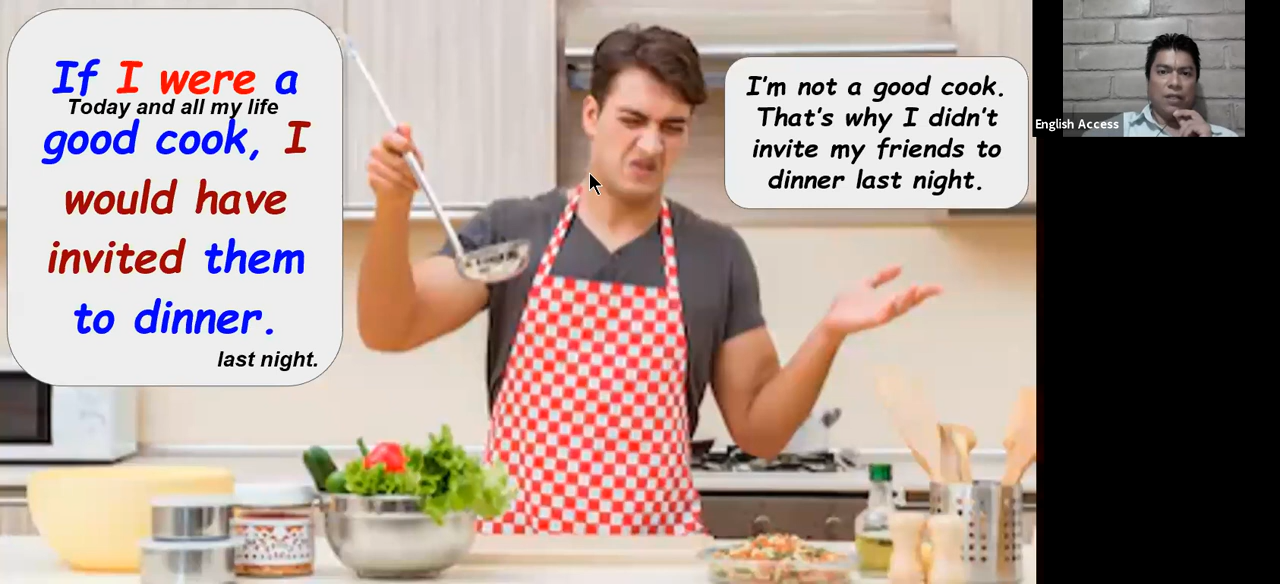 If I were a
Today and all my life
good cook, I
would have
invited them
to dinner.
last night.
I'm not a good cook.
That's why I didn't
invite my friends to
dinner last night.
English Access